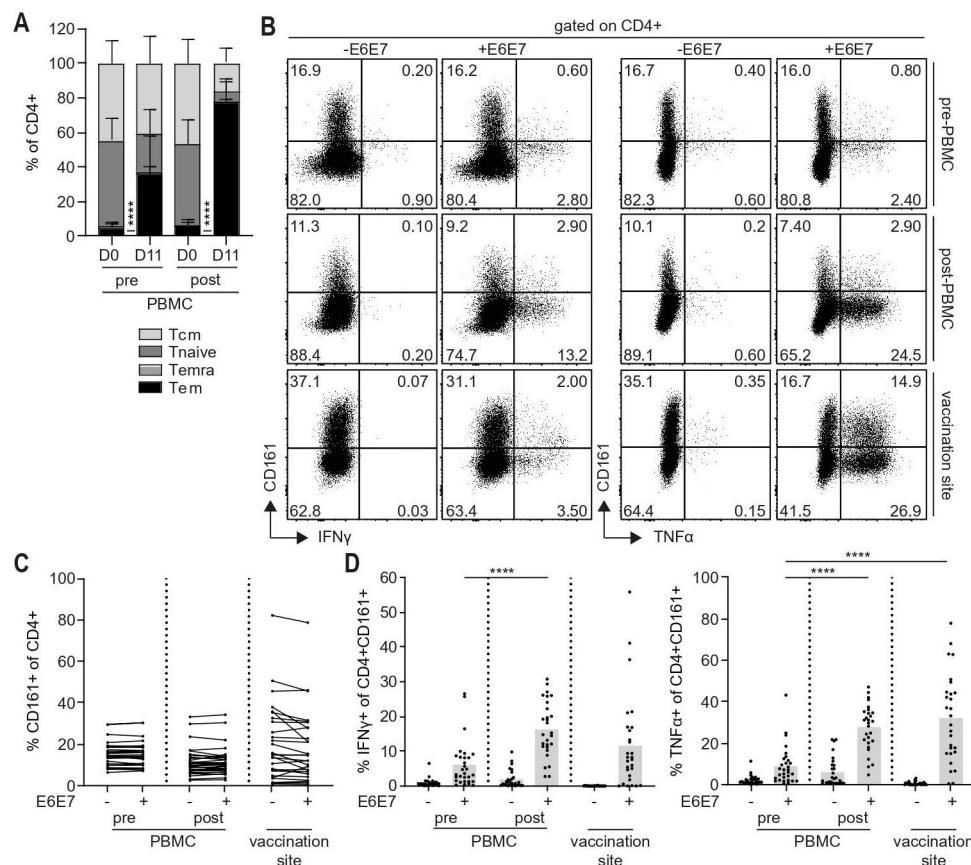 A
% of CD4+
120
100
80
60
40
20
0
****
****
D0 D11 D0 D11
pre post
PBMC
Tcm
Tnaive
Temra
Tem
B
gated on CD4+
-E6E7 +E6E7 -E6E7 +E6E7
16.9 0.20 16.2 0.60 16.7 0.40 16.0 0.80
82.0 0.90 80.4 2.80 82.3 0.60 80.8 2.40
pre-PBMC
11.3 0.10 9.2 2.90 10.1 0.2 7.40 2.90
88.4 0.20 74.7 13.2 89.1 0.60 65.2 24.5
post-PBMC
37.1 0.07 31.1 2.00 35.1 0.35 16.7 14.9
62.8 0.03 63.4 3.50 64.4 0.15 41.5 26.9
vaccination site
CD161 CD161
IFNγ TNFα
C
% CD161+ of CD4+
100
80
60
40
20
0
E6E7 - + - + - +
pre post vaccination
PBMC site
D
% IFNγ+ of CD4+CD161+
60
50
40
30
20
10
0
****
E6E7 - + - + - +
pre post
PBMC vaccination
site
% TNFα+ of CD4+CD161+
100
80
60
40
20
0
****
****
E6E7 - + - + - +
pre post
PBMC vaccination
site